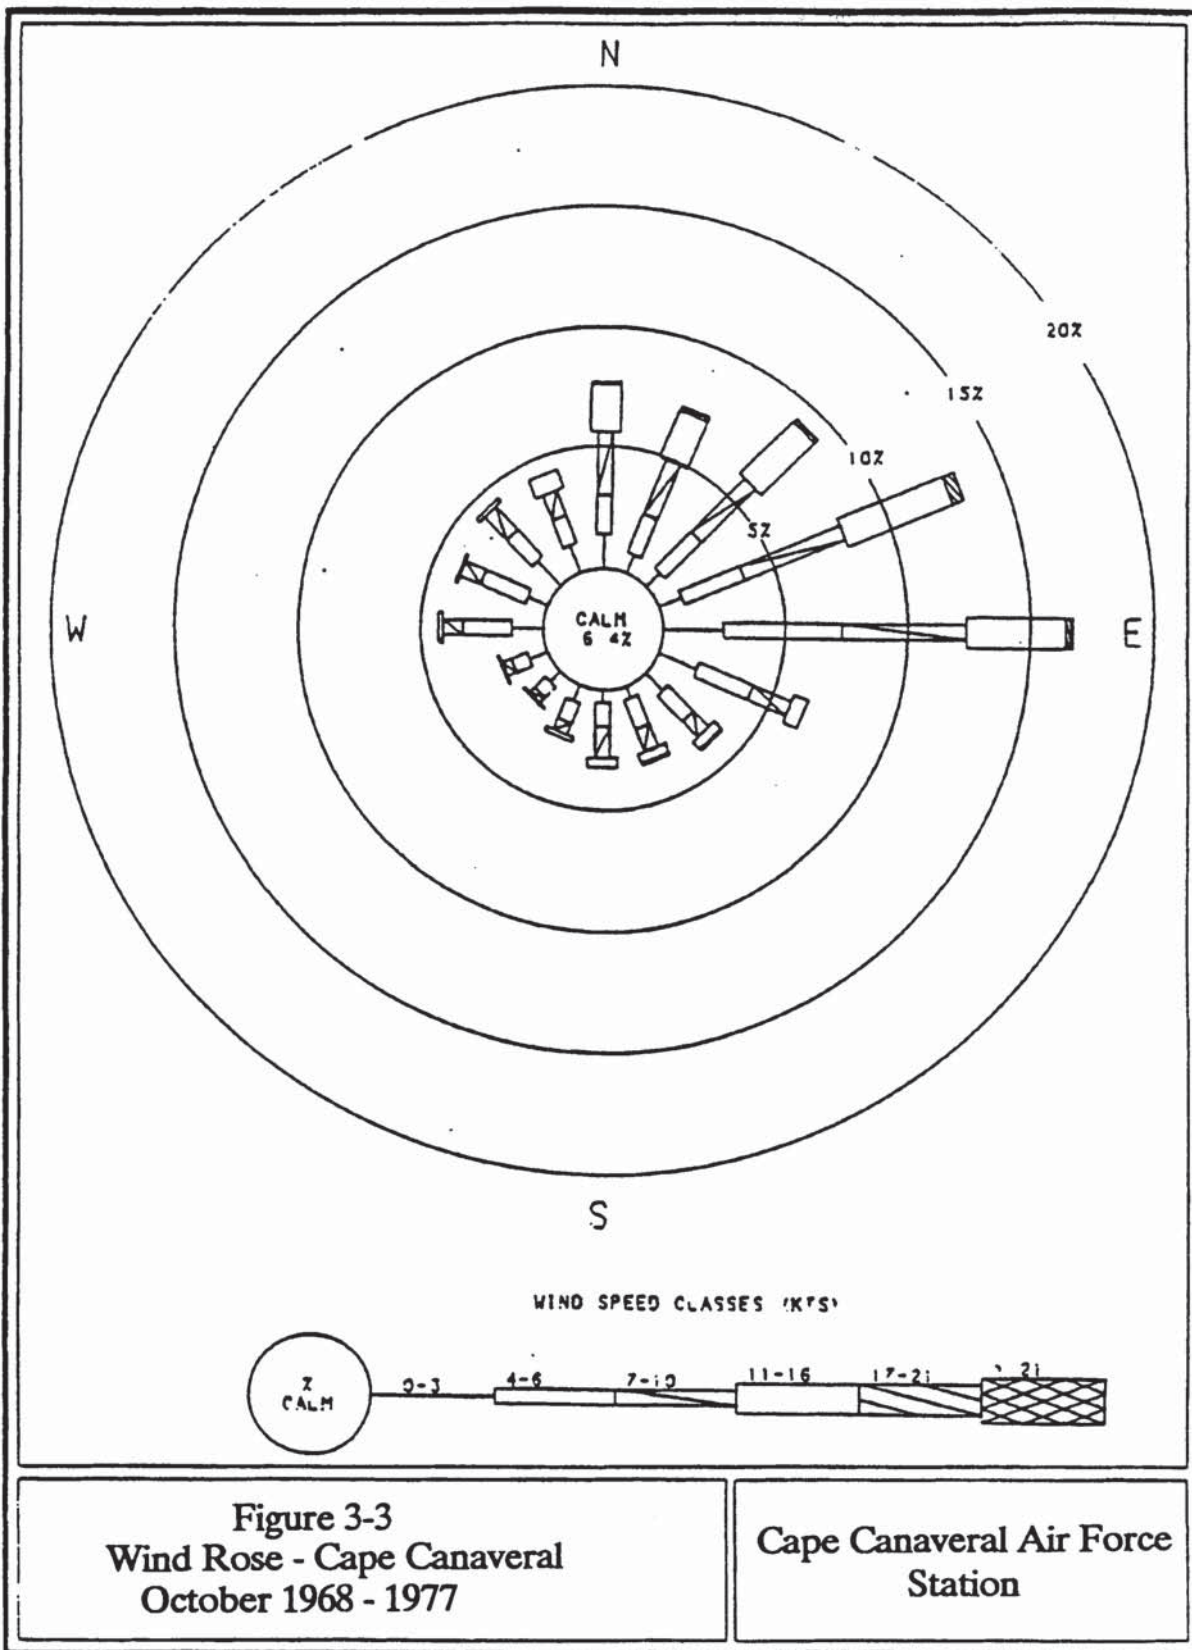 N
20%
15%
10%
5%
W
CALM
6 4%
E
S
WIND SPEED CLASSES (KTS)
%
CALM
0-3
4-6
7-10
11-16
17-21
21
Figure 3-3
Wind Rose - Cape Canaveral
October 1968 - 1977
Cape Canaveral Air Force
Station